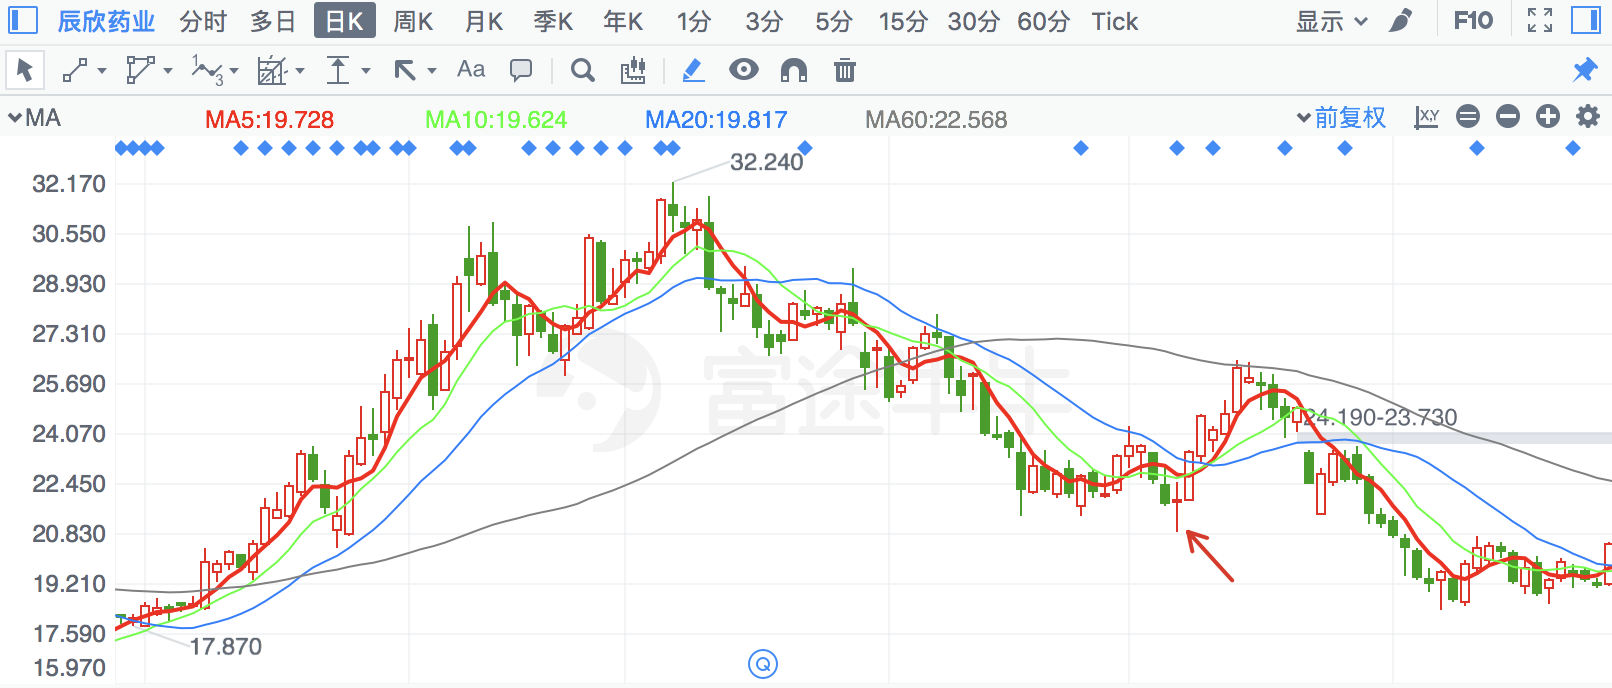 辰欣药业 分时 多日 日K 周K 月K 季K 年K 1分 3分 5分 15分 30分 60分 Tick 显示 F10
Aa
MA MA5:19.728 MA10:19.624 MA20:19.817 MA60:22.568 前复权 X,Y
32.240
32.170
30.550
28.930
27.310
富途牛牛
25.690
24.190-23.730
24.070
22.450
20.830
19.210
17.590
17.870
15.970
Q